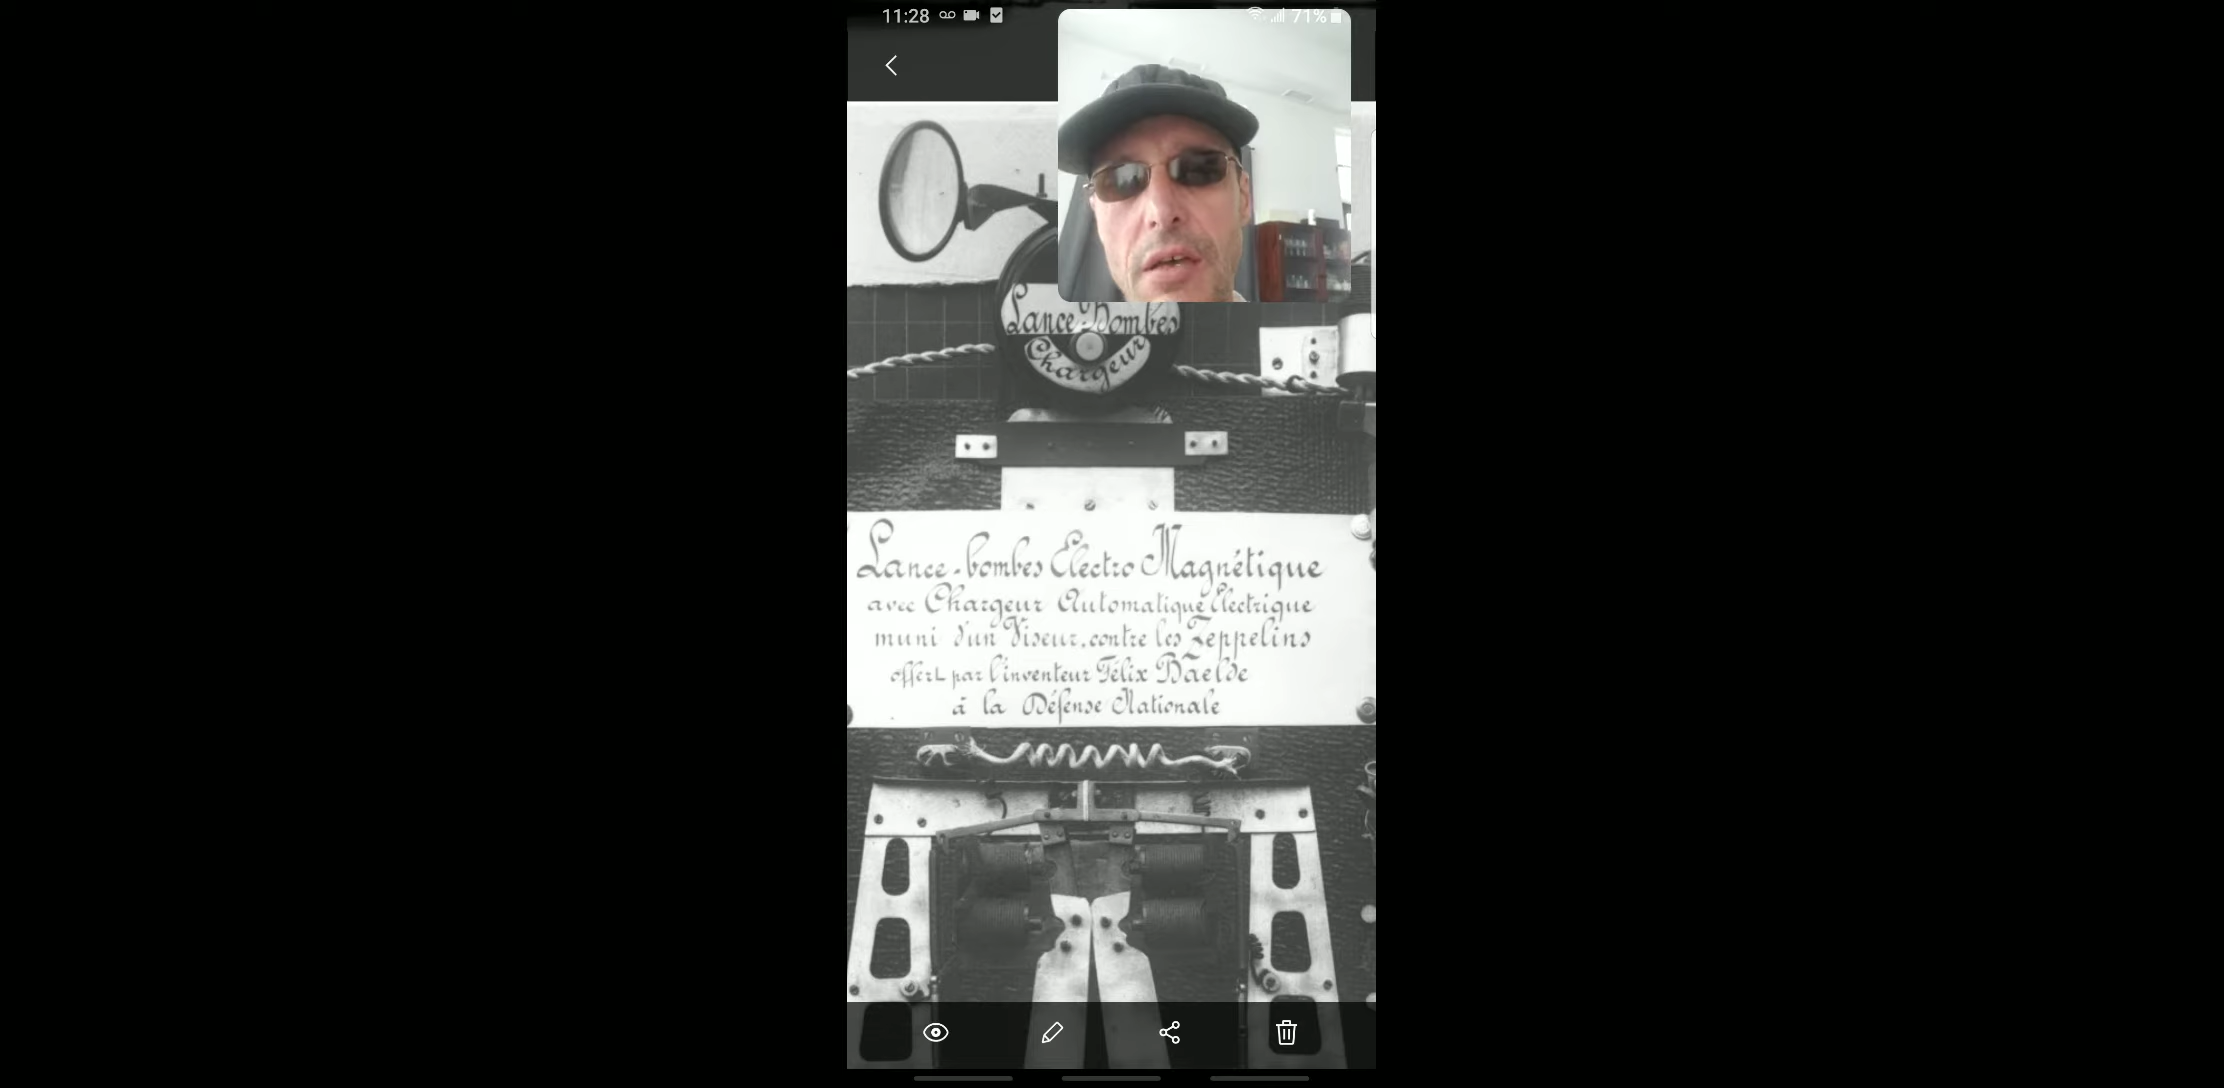 11:28
71%
Lance-Bombes
Chargeur
Lance-bombes Electro Magnétique
avec Chargeur Automatique Electrique
muni d'un Viseur, contre les Zeppelins
offert par l'inventeur Félix Baelde
à la Défense Nationale